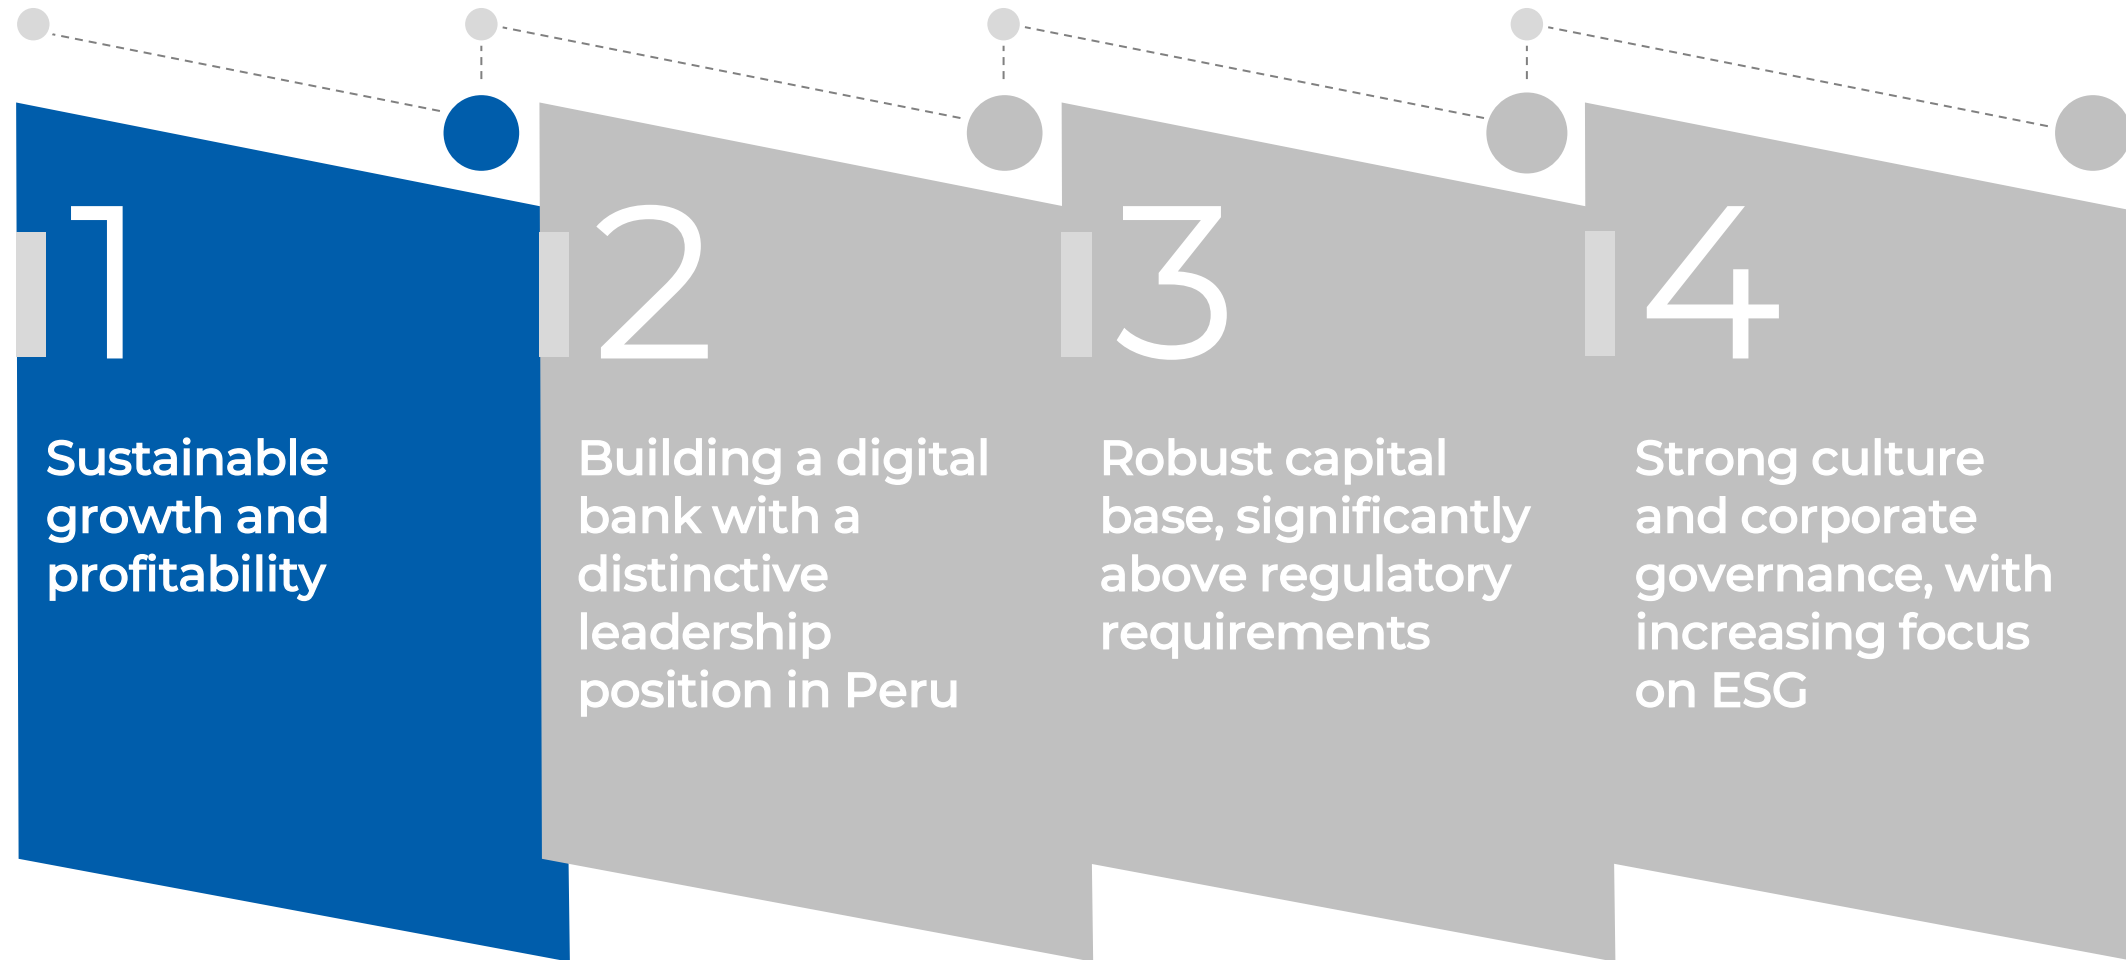 1
Sustainable
growth and
profitability
2
Building a digital
bank with a
distinctive
leadership
position in Peru
3
Robust capital
base, significantly
above regulatory
requirements
4
Strong culture
and corporate
governance, with
increasing focus
on ESG